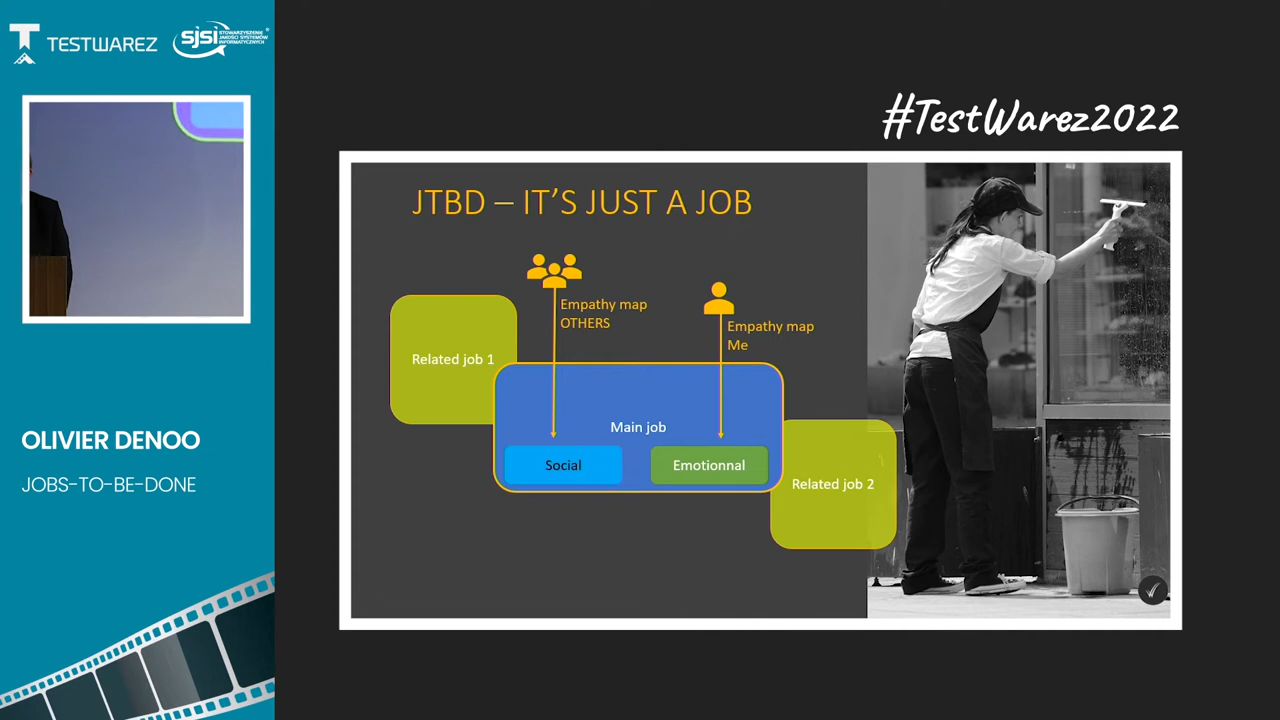 TESTWAREZ
sjsi
STOWARZYSZENIE
JAKOŚCI SYSTEMÓW
INFORMATYCZNYCH
#TestWarez2022
JTBD – IT'S JUST A JOB
Empathy map
OTHERS
Empathy map
Me
Related job 1
Main job
Social
Emotionnal
Related job 2
OLIVIER DENOO
JOBS-TO-BE-DONE